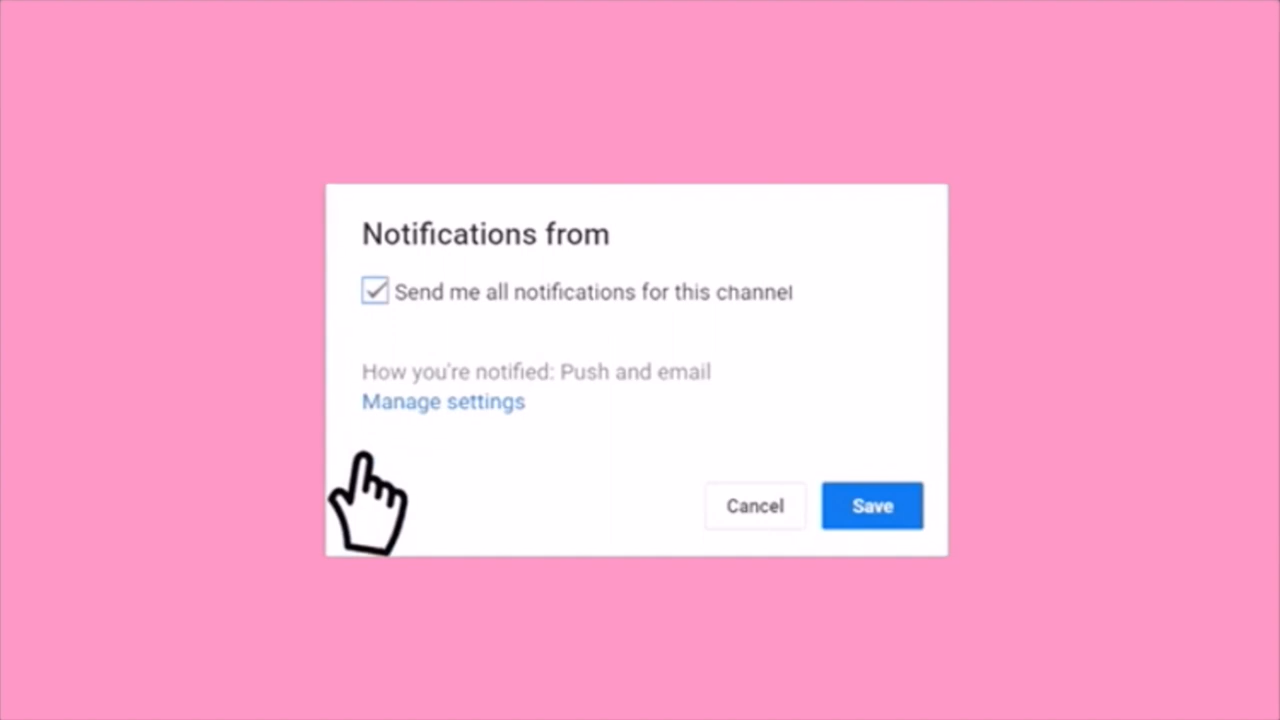 Notifications from
Send me all notifications for this channel
How you're notified: Push and email
Manage settings
Cancel
Save